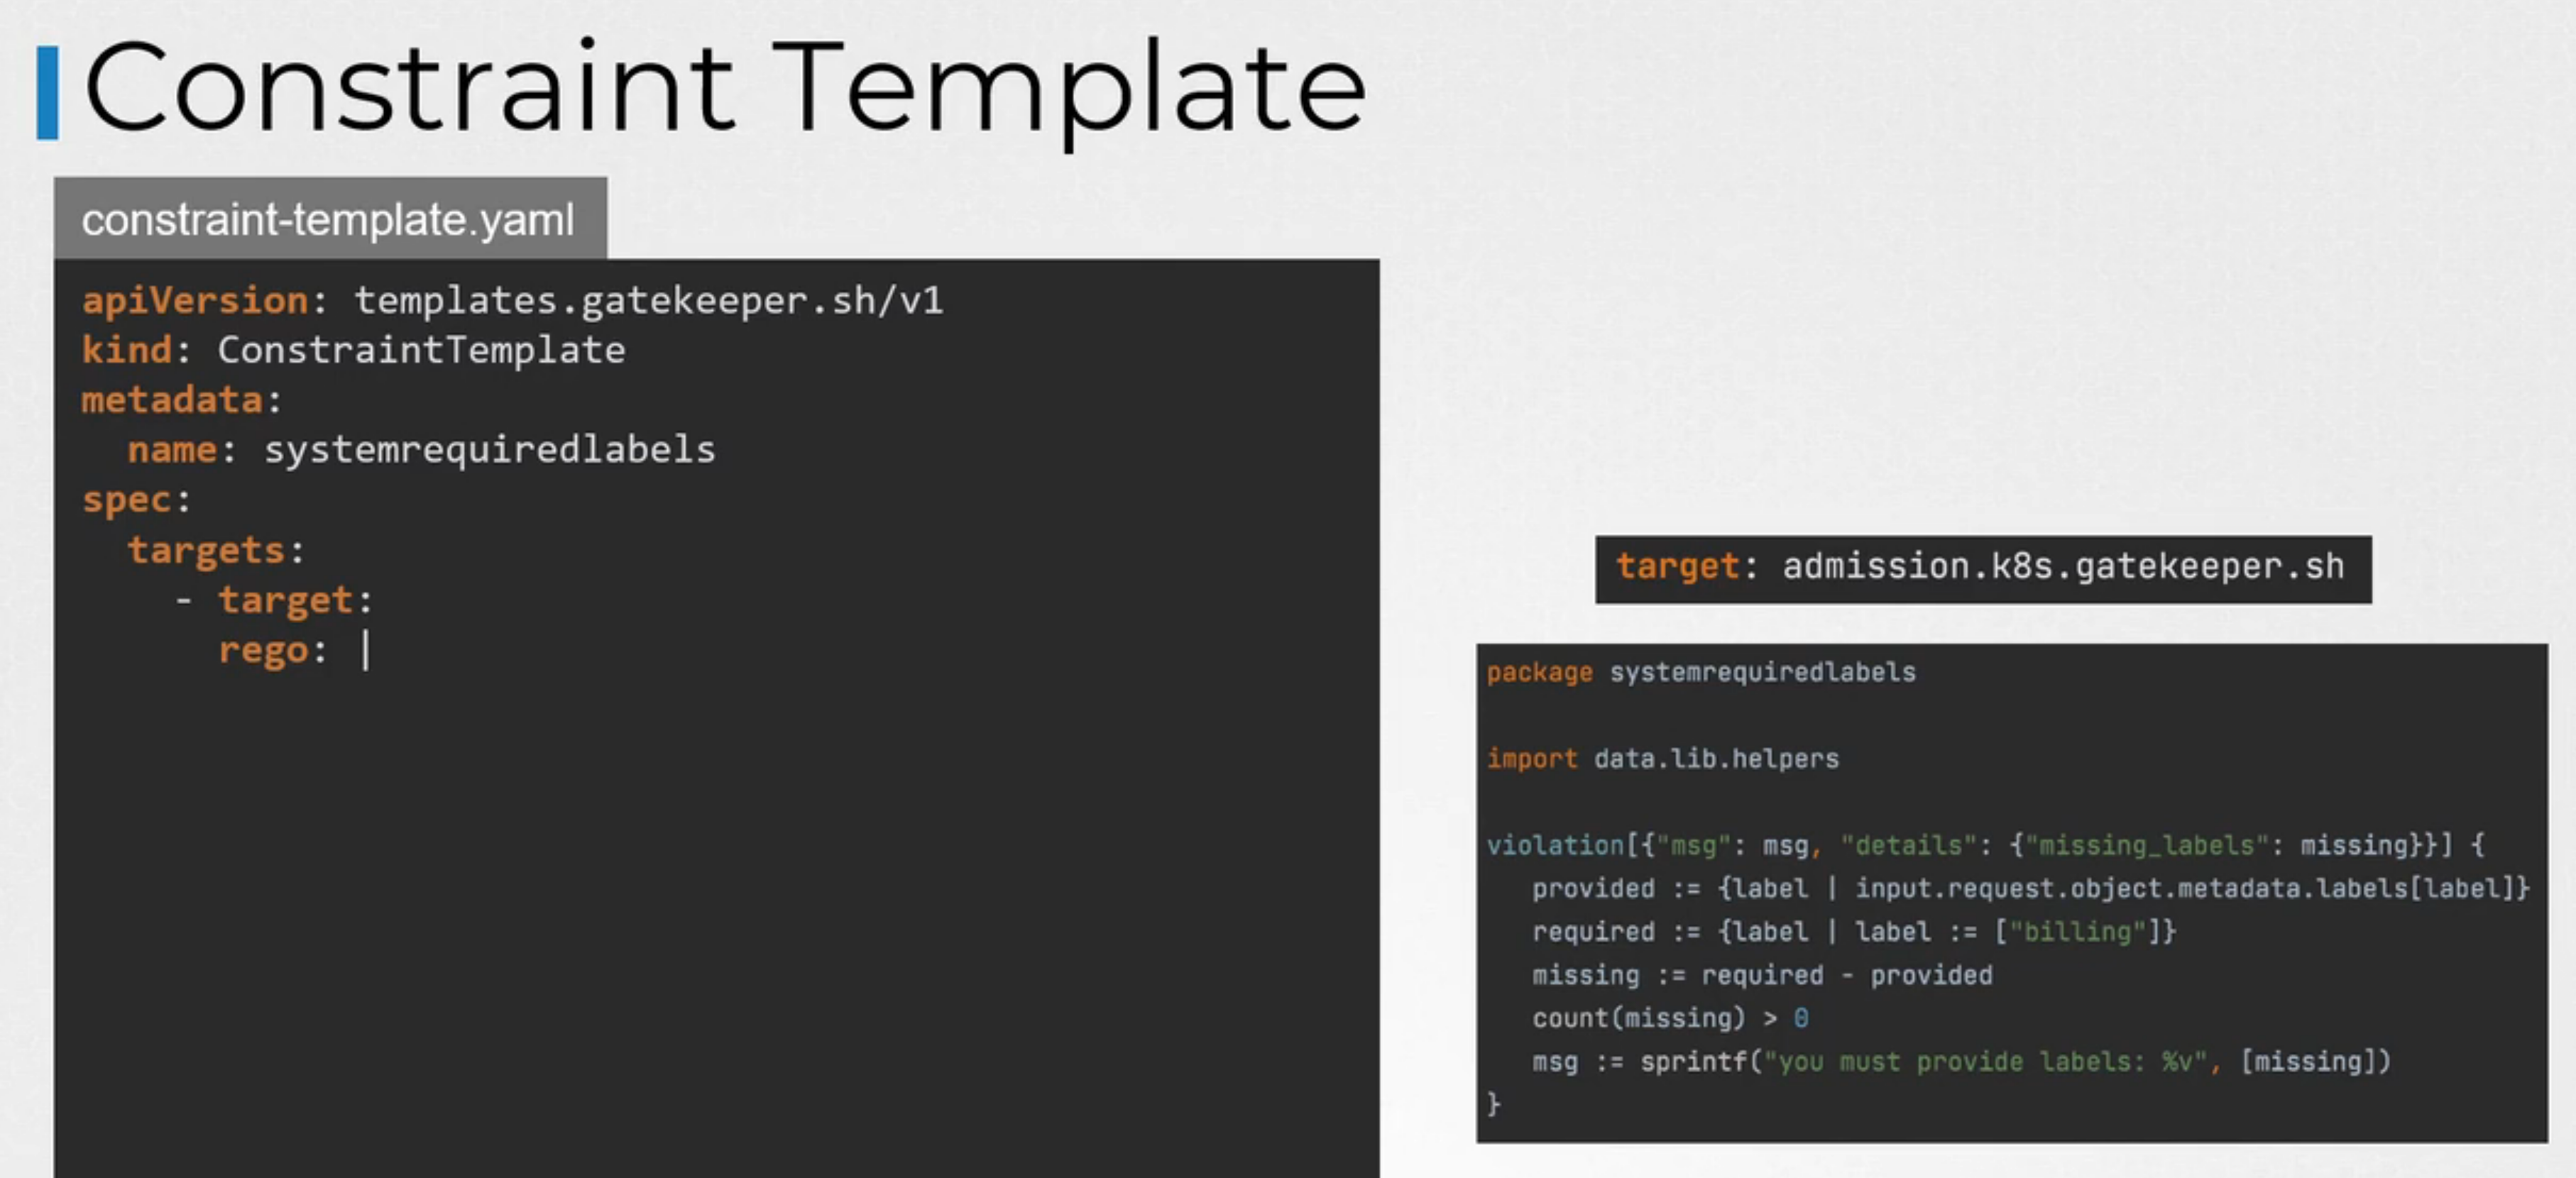 Constraint Template
constraint-template.yaml
apiVersion: templates.gatekeeper.sh/v1
kind: ConstraintTemplate
metadata:
  name: systemrequiredlabels
spec:
  targets:
    - target:
      rego: |
target: admission.k8s.gatekeeper.sh
package systemrequiredlabels
import data.lib.helpers
violation[{"msg": msg, "details": {"missing_labels": missing}}] {
   provided := {label | input.request.object.metadata.labels[label]}
   required := {label | label := ["billing"]}
   missing := required - provided
   count(missing) > 0
   msg := sprintf("you must provide labels: %v", [missing])
}